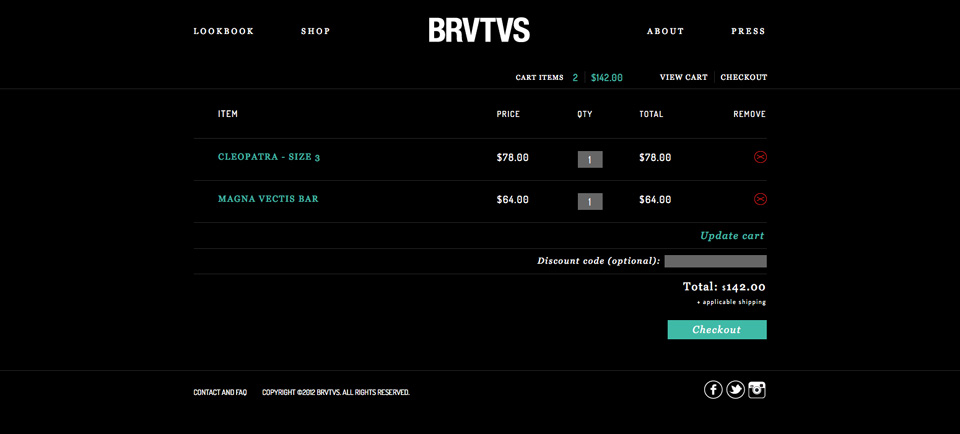 LOOKBOOK SHOP BRVTVS ABOUT PRESS
CART ITEMS 2 $142.00 VIEW CART CHECKOUT
ITEM PRICE QTY TOTAL REMOVE
CLEOPATRA - SIZE 3 $78.00 1 $78.00
MAGNA VECTIS BAR $64.00 1 $64.00
Update cart
Discount code (optional):
Total: $142.00
+ applicable shipping
Checkout
CONTACT AND FAQ COPYRIGHT ©2012 BRVTVS. ALL RIGHTS RESERVED.